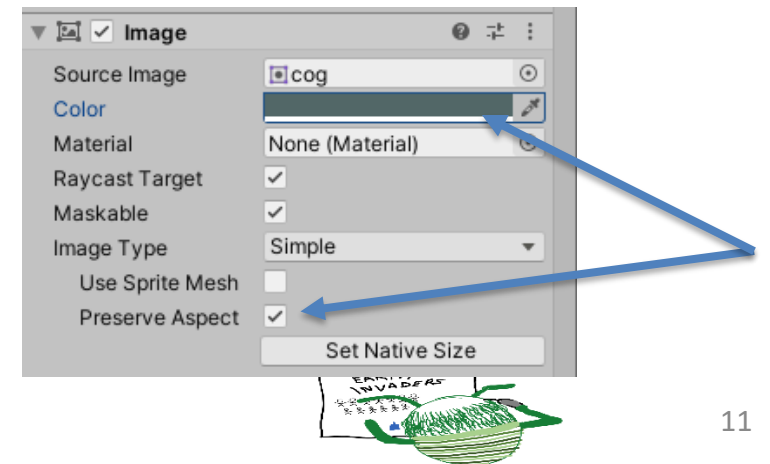 Image
Source Image cog
Color
Material None (Material)
Raycast Target
Maskable
Image Type Simple
Use Sprite Mesh
Preserve Aspect
Set Native Size
INVADERS
11